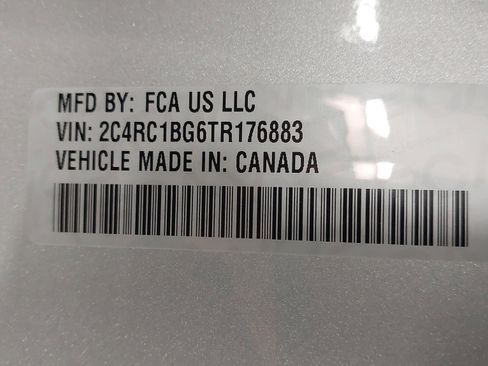 MFD BY: FCA US LLC
VIN: 2C4RC1BG6TR176883
VEHICLE MADE IN: CANADA